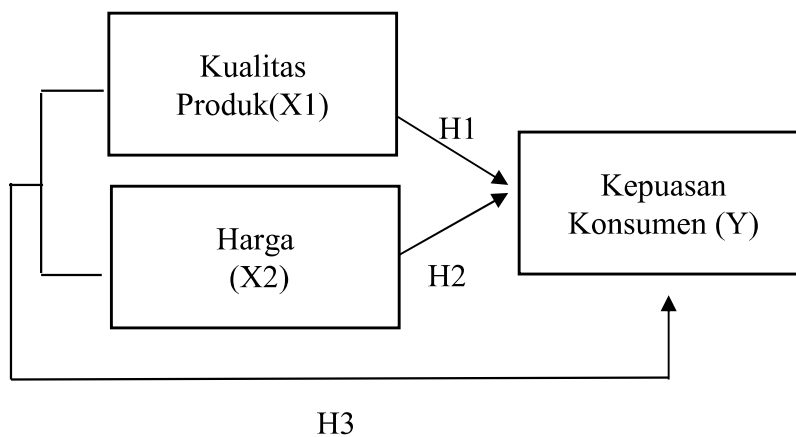 Kualitas
Produk(X1)
H1
Kepuasan
Konsumen (Y)
Harga
(X2)
H2
H3